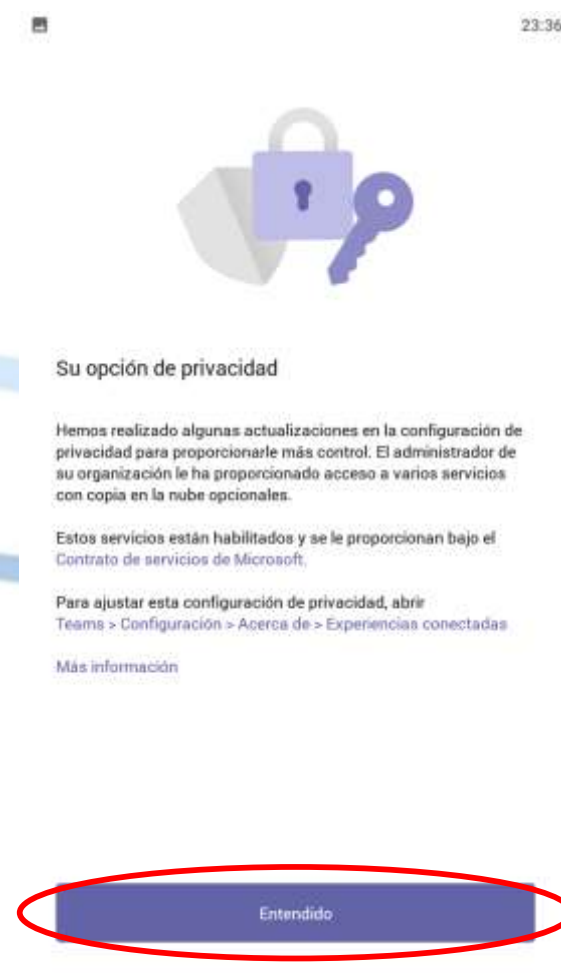 23:36
Su opción de privacidad
Hemos realizado algunas actualizaciones en la configuración de
privacidad para proporcionarle más control. El administrador de
su organización le ha proporcionado acceso a varios servicios
con copia en la nube opcionales.
Estos servicios están habilitados y se le proporcionan bajo el
Contrato de servicios de Microsoft.
Para ajustar esta configuración de privacidad, abrir
Teams > Configuración > Acerca de > Experiencias conectadas
Más información
Entendido